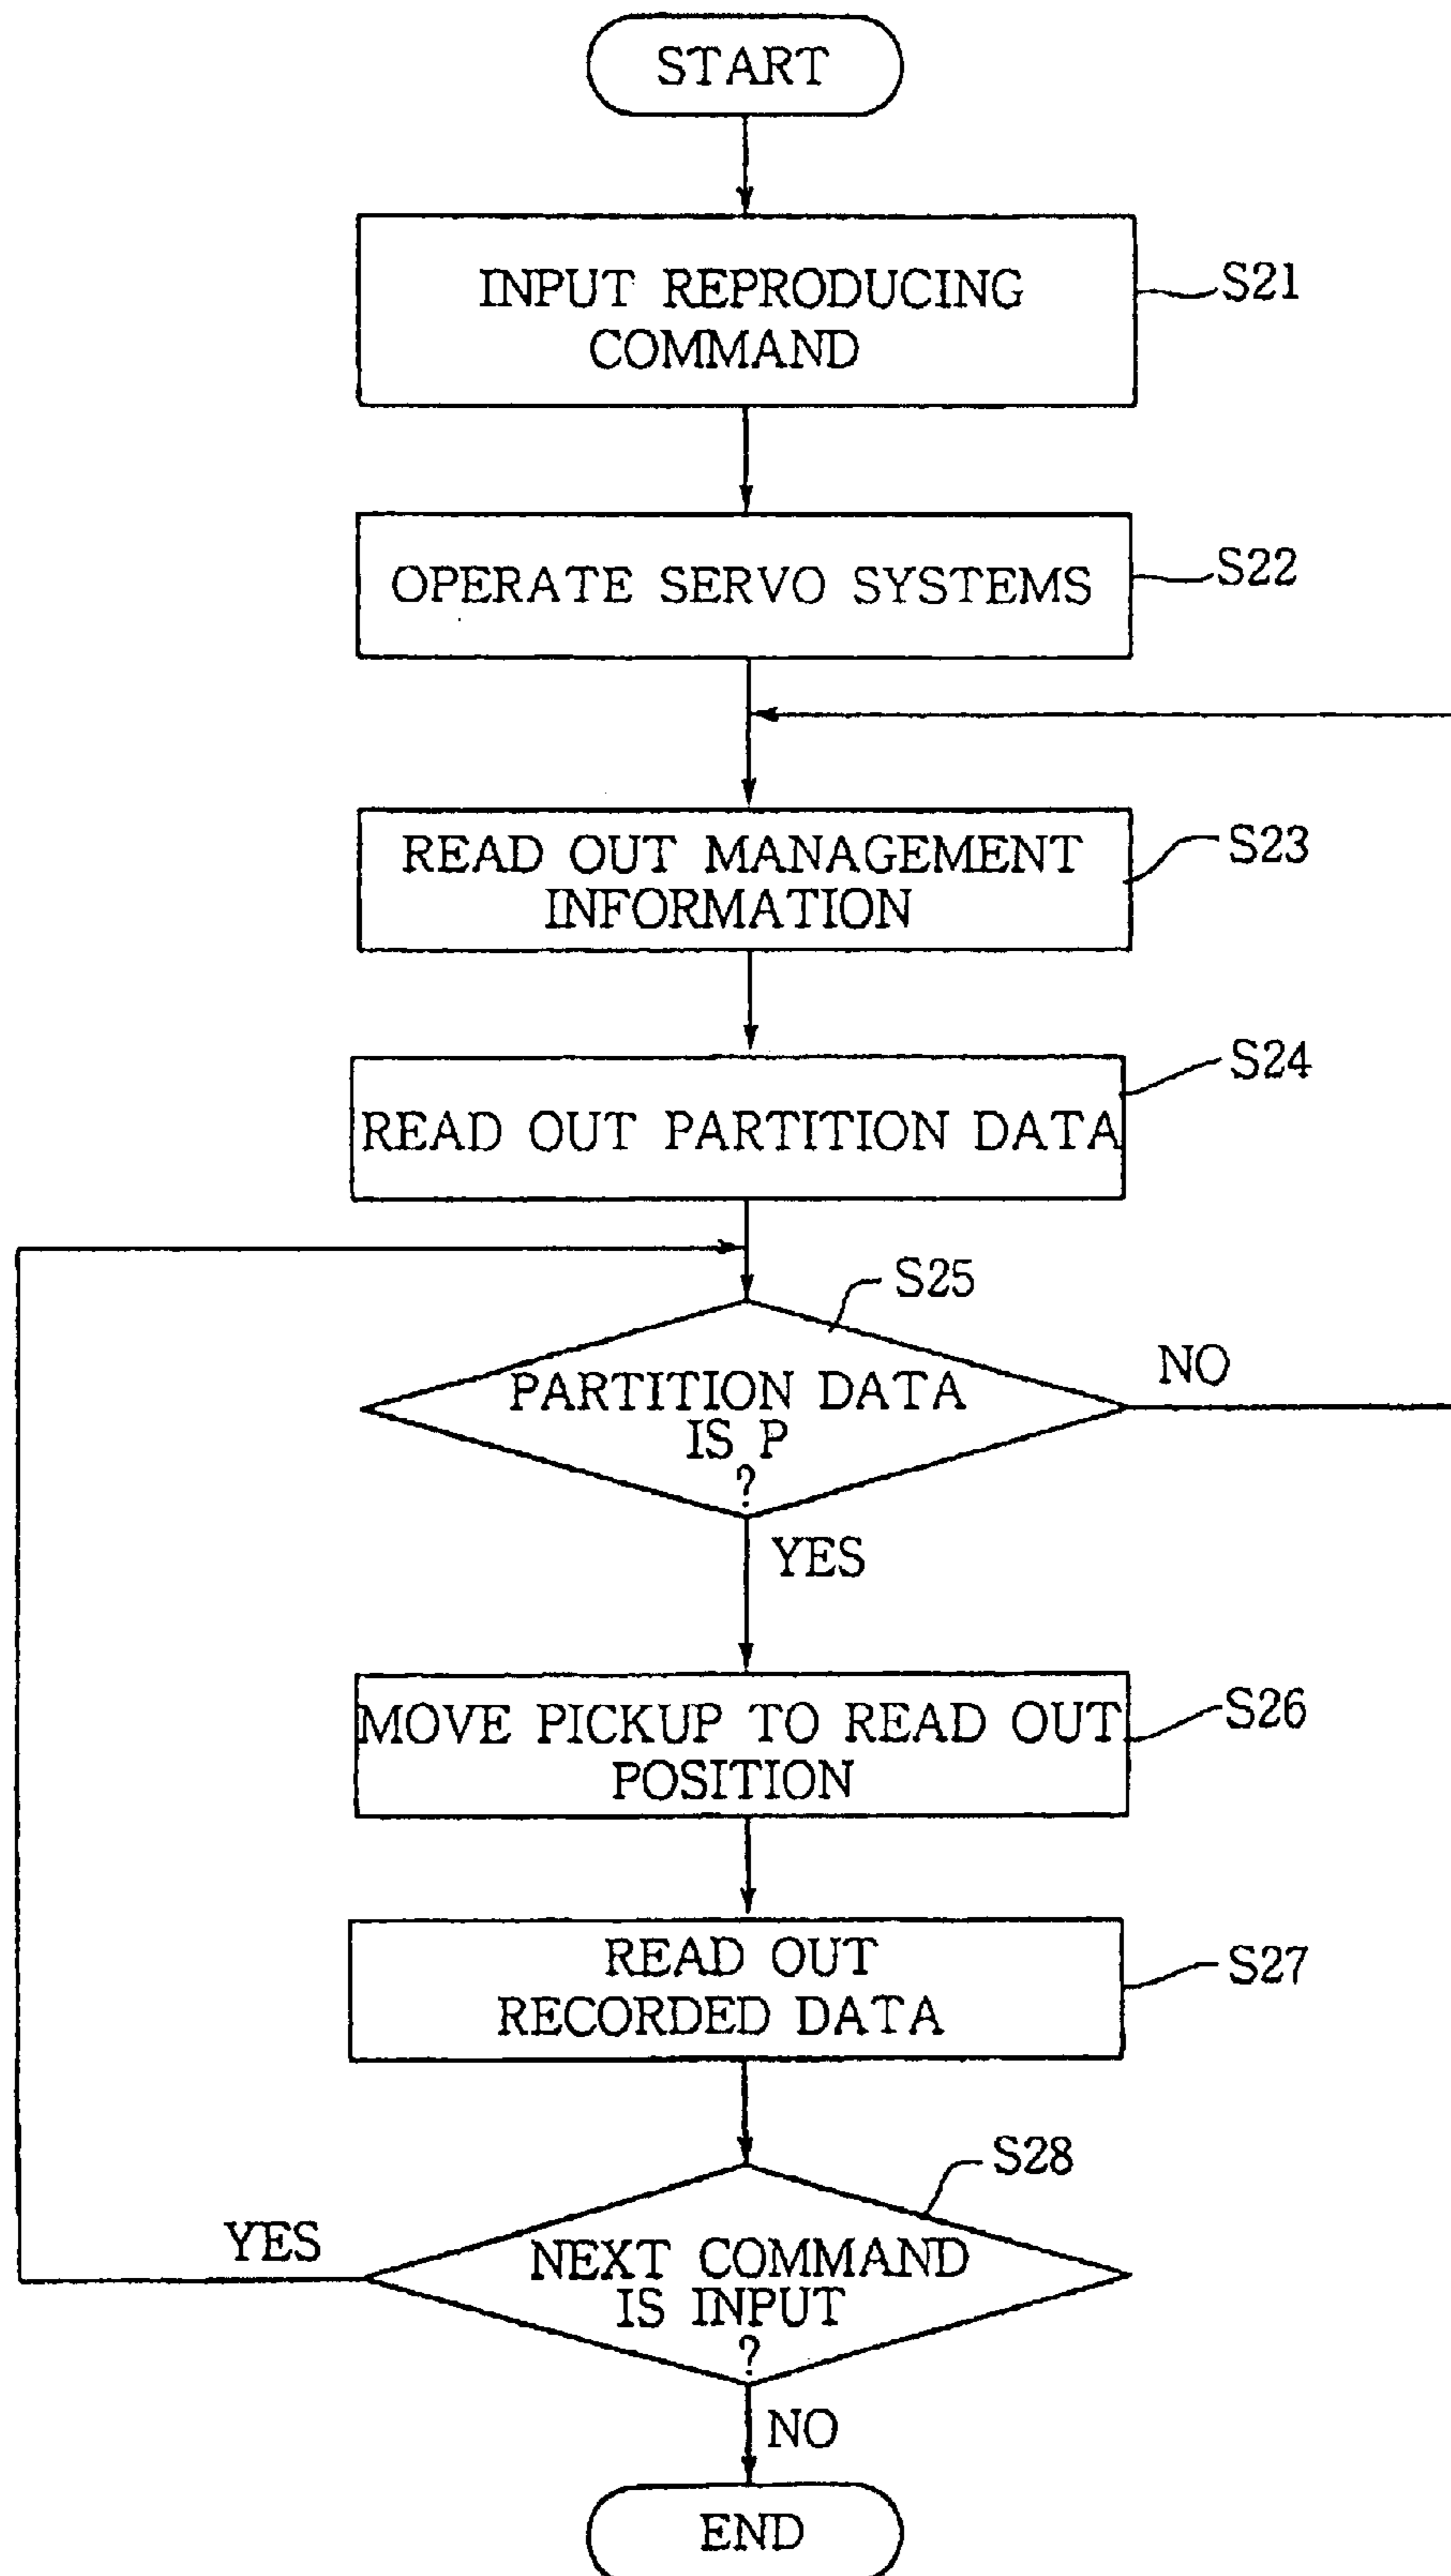 START
INPUT REPRODUCING
COMMAND
S21
OPERATE SERVO SYSTEMS
S22
READ OUT MANAGEMENT
INFORMATION
S23
READ OUT PARTITION DATA
S24
S25
PARTITION DATA
IS P
?
NO
YES
MOVE PICKUP TO READ OUT
POSITION
S26
READ OUT
RECORDED DATA
S27
S28
NEXT COMMAND
IS INPUT
?
YES
NO
END